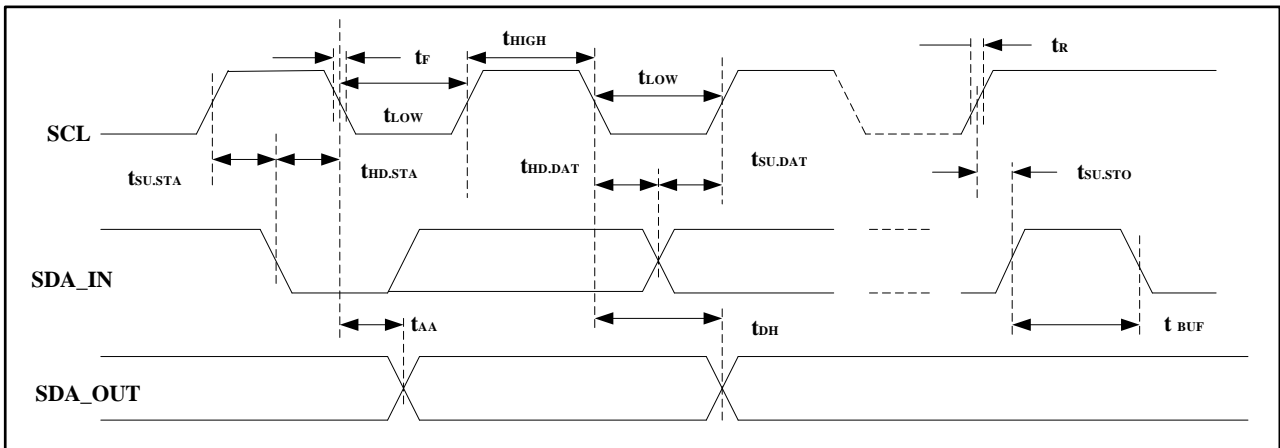 tHIGH
tF
tR
tLOW
tLOW
SCL
tSU.STA
tHD.STA
tHD.DAT
tSU.DAT
tSU.STO
SDA_IN
tAA
tDH
t BUF
SDA_OUT